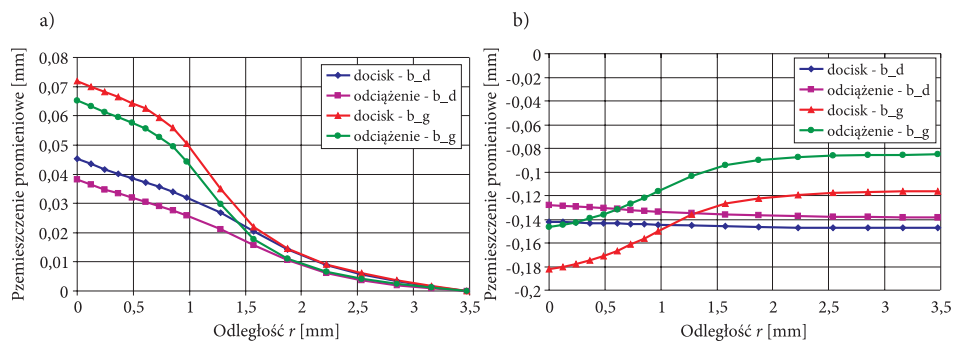 a)
Pzemieszczenie promieniowe [mm]
0,08
0,07
0,06
0,05
0,04
0,03
0,02
0,01
0
0
0,5
1
1,5
2
2,5
3
3,5
Odległość r [mm]
docisk - b_d
odciążenie - b_d
docisk - b_g
odciążenie - b_g
b)
Pzemieszczenie promieniowe [mm]
0
-0,02
-0,04
-0,06
-0,08
-0,12
-0,14
-0,16
-0,18
-0,2
0
0,5
1
1,5
2
2,5
3
3,5
Odległość r [mm]
docisk - b_d
odciążenie - b_d
docisk - b_g
odciążenie - b_g